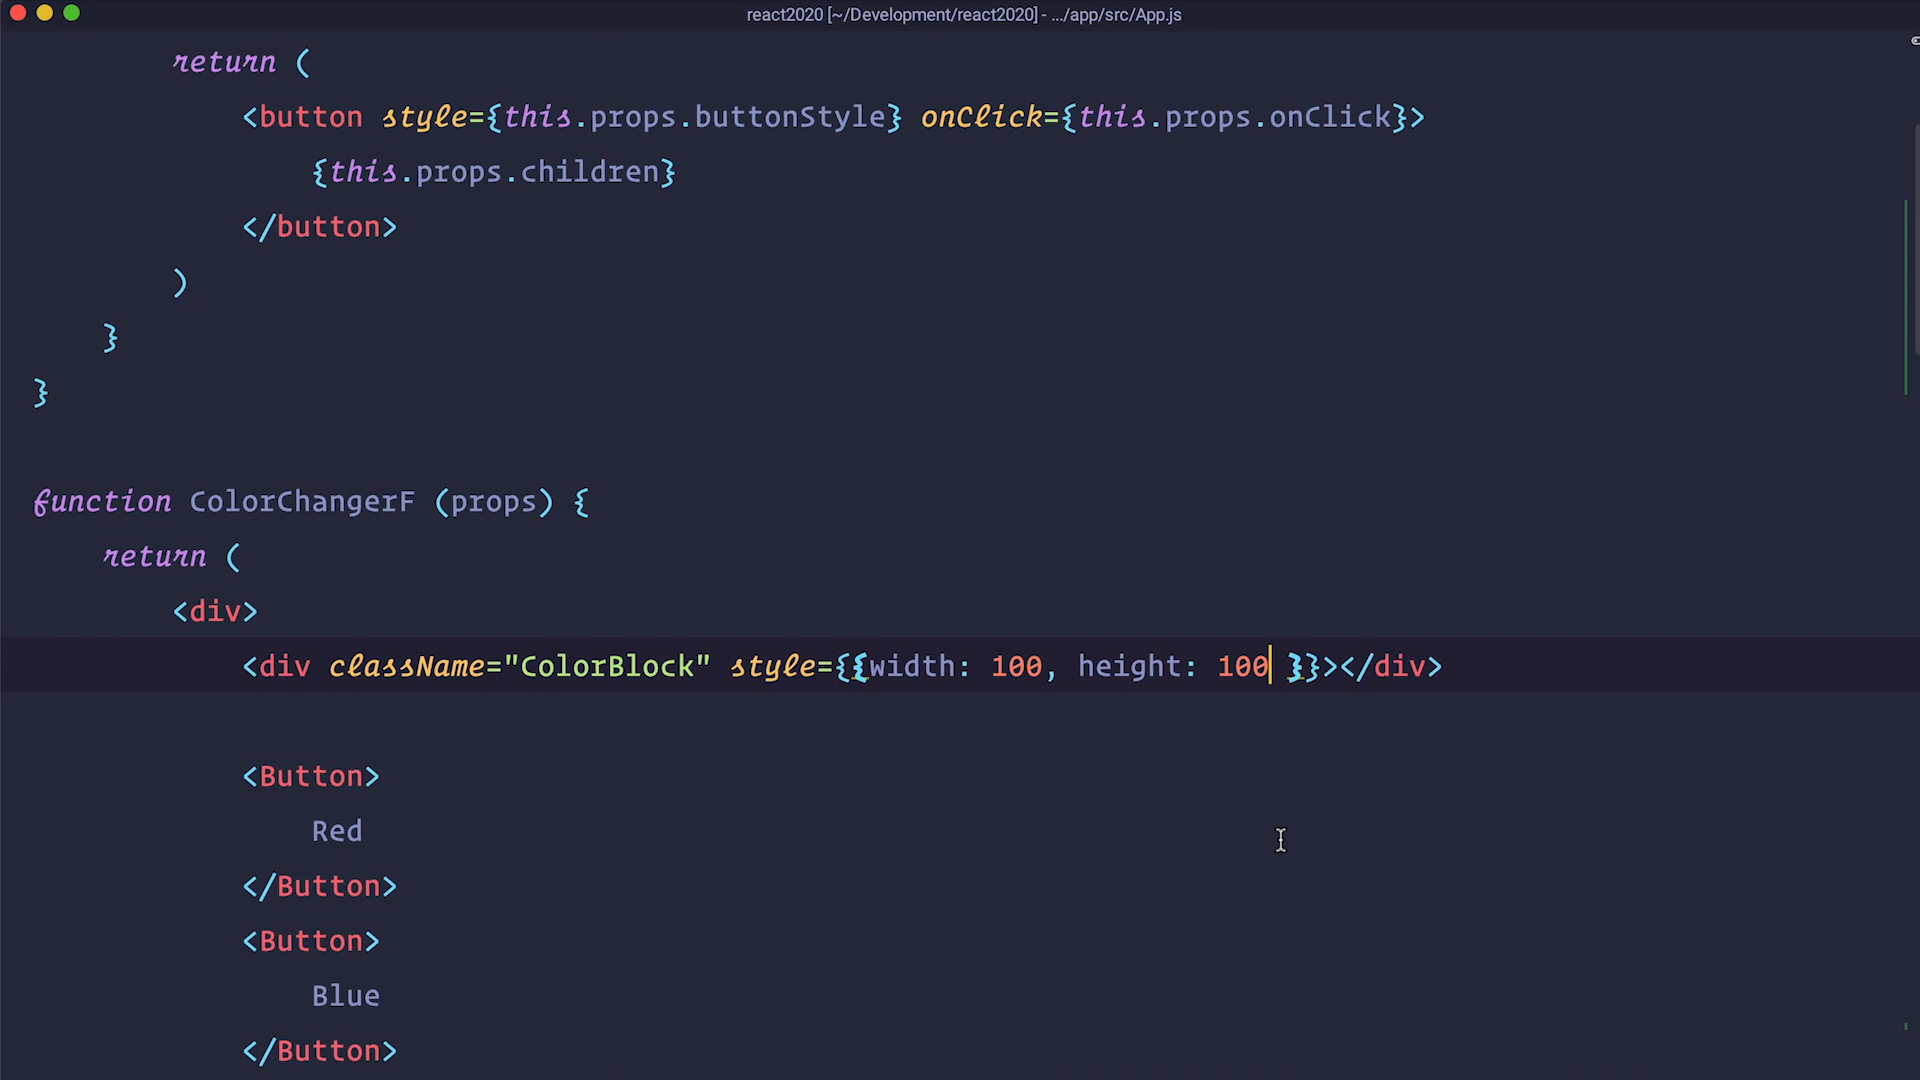 react2020 [~/Development/react2020] - .../app/src/App.js
return (
<button style={this.props.buttonStyle} onClick={this.props.onClick}>
{this.props.children}
</button>
)
}
}
function ColorChangerF (props) {
return (
<div>
<div className="ColorBlock" style={{width: 100, height: 100 }}></div>
<Button>
Red
</Button>
<Button>
Blue
</Button>